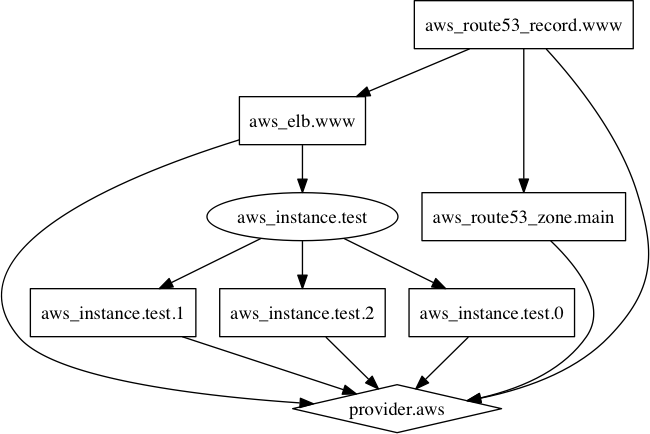 aws_route53_record.www
aws_elb.www
aws_instance.test
aws_route53_zone.main
aws_instance.test.1
aws_instance.test.2
aws_instance.test.0
provider.aws